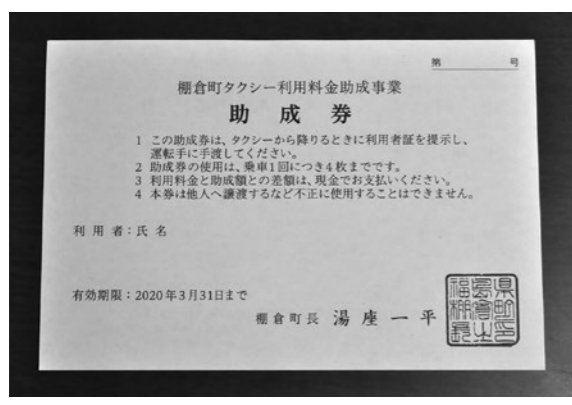 第　　　号
棚倉町タクシー利用料金助成事業
助成券
1 この助成券は、タクシーから降りるときに利用者証を提示し、
運転手に手渡してください。
2 助成券の使用は、乗車1回につき4枚までです。
3 利用料金と助成額との差額は、現金でお支払いください。
4 本券は他人へ譲渡するなど不正に使用することはできません。
利用者：氏名
有効期限：2020年3月31日まで
棚倉町長　湯座一平